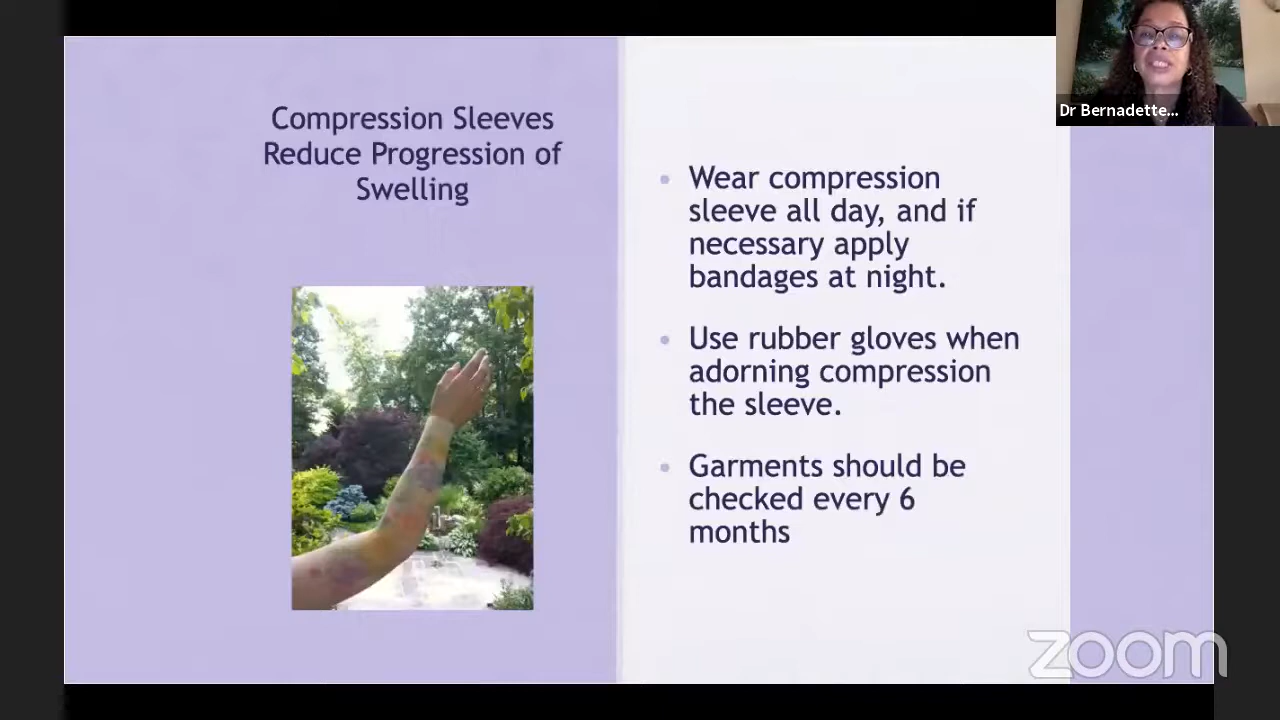 Compression Sleeves
Reduce Progression of
Swelling
Dr Bernadette...
Wear compression
sleeve all day, and if
necessary apply
bandages at night.
Use rubber gloves when
adorning compression
the sleeve.
Garments should be
checked every 6
months
zoom